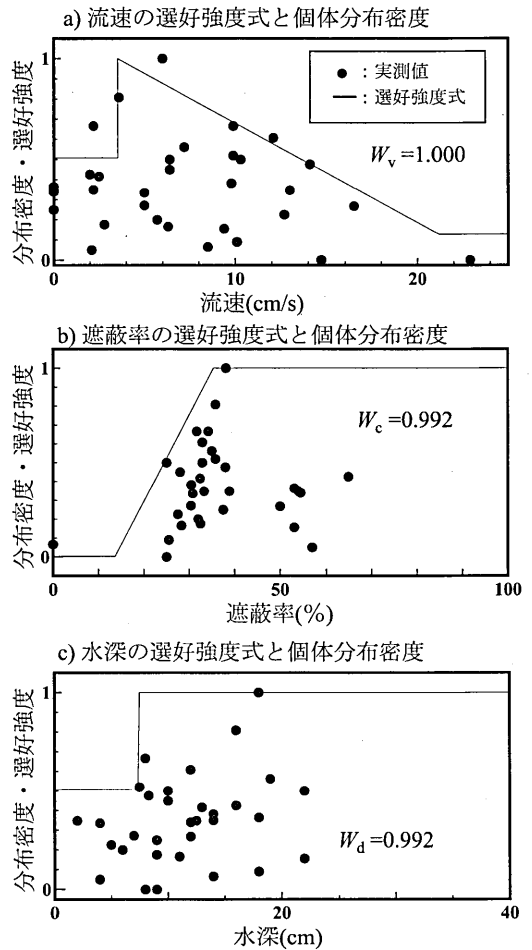 a) 流速の選好強度式と個体分布密度
分布密度・選好強度
1
0
● : 実測値
— : 選好強度式
Wv =1.000
0 10 20
流速(cm/s)
b) 遮蔽率の選好強度式と個体分布密度
分布密度・選好強度
1
0
Wc =0.992
0 50 100
遮蔽率(%)
c) 水深の選好強度式と個体分布密度
分布密度・選好強度
1
0
Wd =0.992
0 20 40
水深(cm)